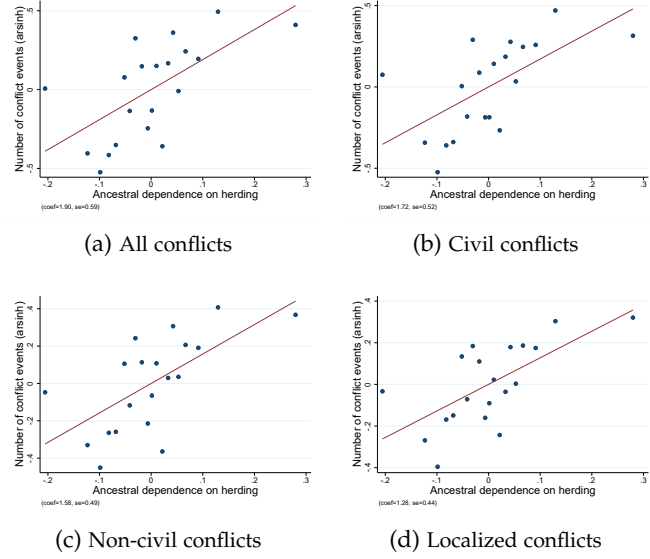 Number of conflict events (arsinh)
.5
0
-.5
-.2 -.1 0 .1 .2 .3
Ancestral dependence on herding
(coef=1.90, se=0.59)
(a) All conflicts
Number of conflict events (arsinh)
.5
0
-.5
-.2 -.1 0 .1 .2 .3
Ancestral dependence on herding
(coef=1.72, se=0.52)
(b) Civil conflicts
Number of conflict events (arsinh)
.4
.2
0
-.2
-.4
-.2 -.1 0 .1 .2 .3
Ancestral dependence on herding
(coef=1.58, se=0.49)
(c) Non-civil conflicts
Number of conflict events (arsinh)
.4
.2
0
-.2
-.4
-.2 -.1 0 .1 .2 .3
Ancestral dependence on herding
(coef=1.28, se=0.44)
(d) Localized conflicts